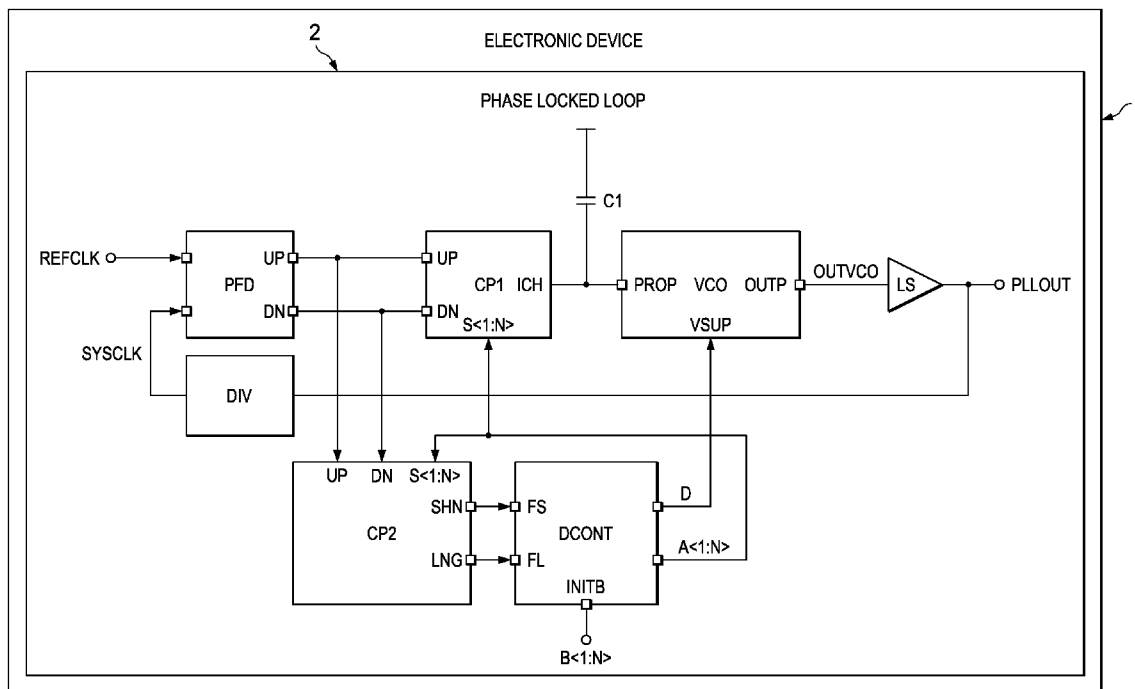 2
ELECTRONIC DEVICE
PHASE LOCKED LOOP
C1
REFCLK
UP
PFD
DN
UP
CP1
ICH
DN
S<1:N>
PROP
VCO
OUTP
VSUP
OUTVCO
LS
PLLOUT
SYSCLK
DIV
UP
DN
S<1:N>
SHN
CP2
LNG
FS
DCONT
FL
INITB
D
A<1:N>
B<1:N>